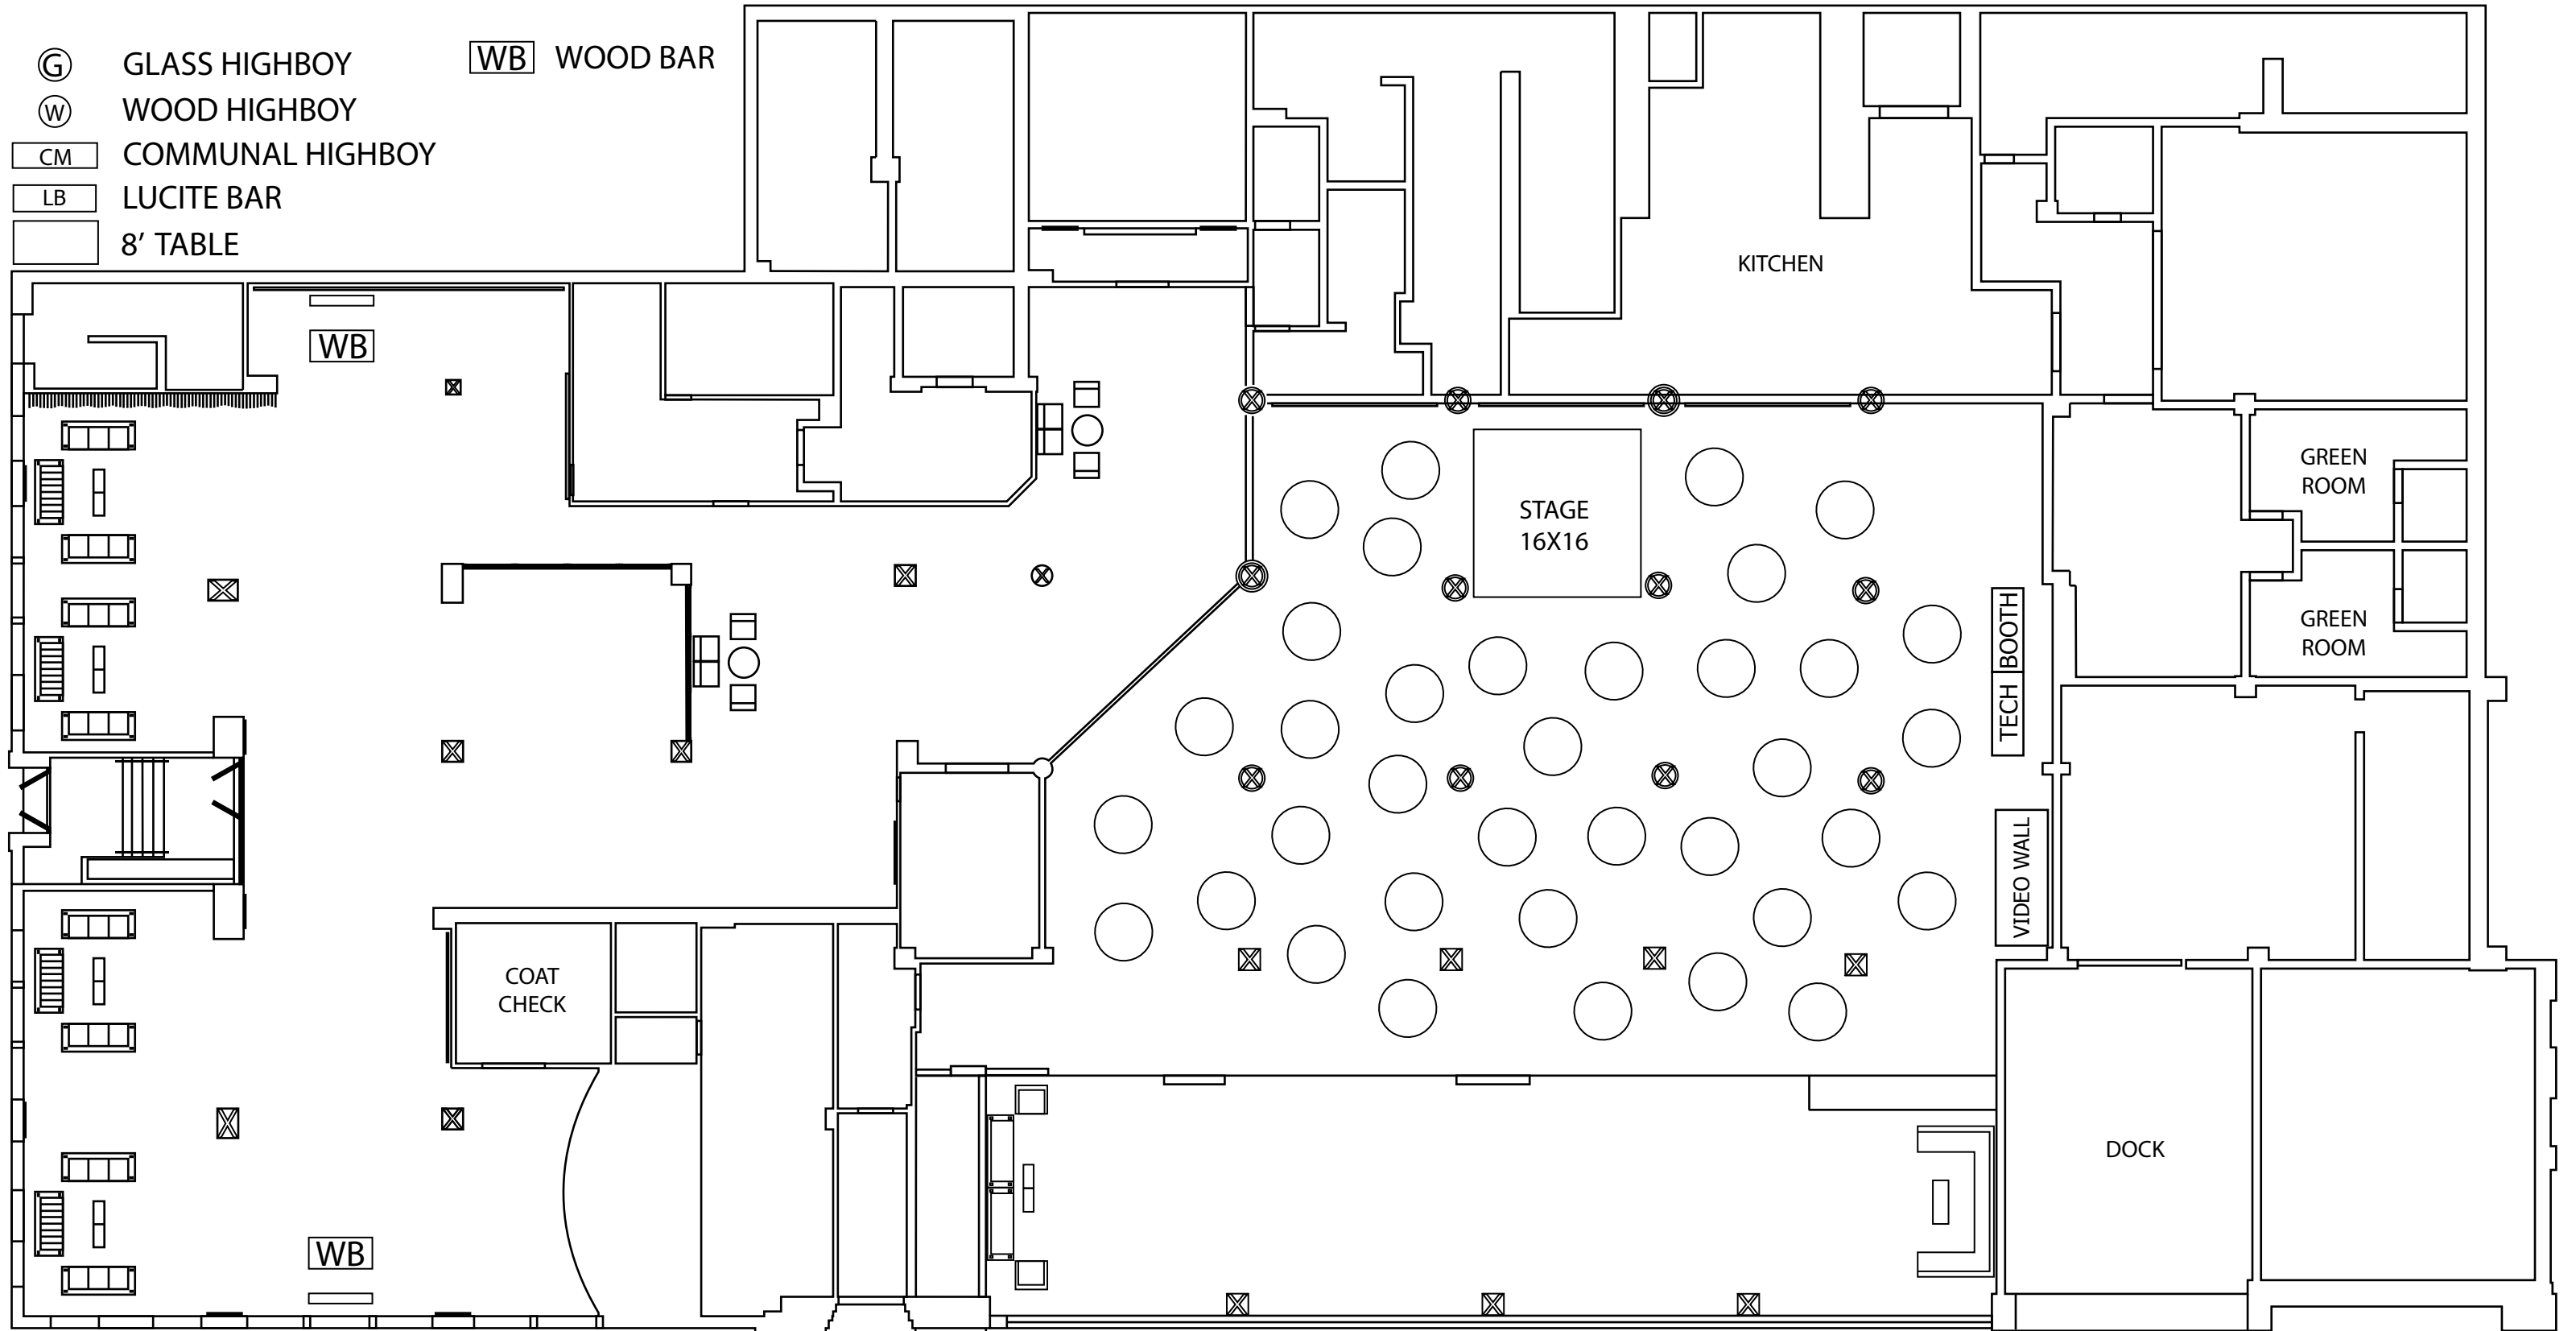 G GLASS HIGHBOY
WB WOOD BAR
W WOOD HIGHBOY
CM COMMUNAL HIGHBOY
LB LUCITE BAR
8’ TABLE
WB
KITCHEN
GREEN
ROOM
STAGE
16X16
GREEN
ROOM
TECH BOOTH
VIDEO WALL
COAT
CHECK
DOCK
WB